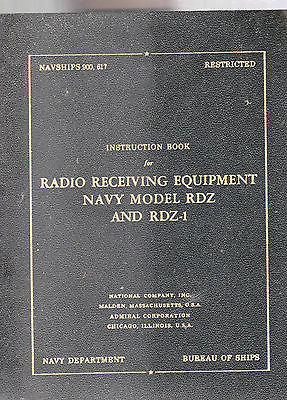 NAVSHIPS 900, 617 RESTRICTED
INSTRUCTION BOOK
for
RADIO RECEIVING EQUIPMENT
NAVY MODEL RDZ
AND RDZ-1
NATIONAL COMPANY, INC.
MALDEN, MASSACHUSETTS, U.S.A.
ADMIRAL CORPORATION
CHICAGO, ILLINOIS, U.S.A.
NAVY DEPARTMENT BUREAU OF SHIPS